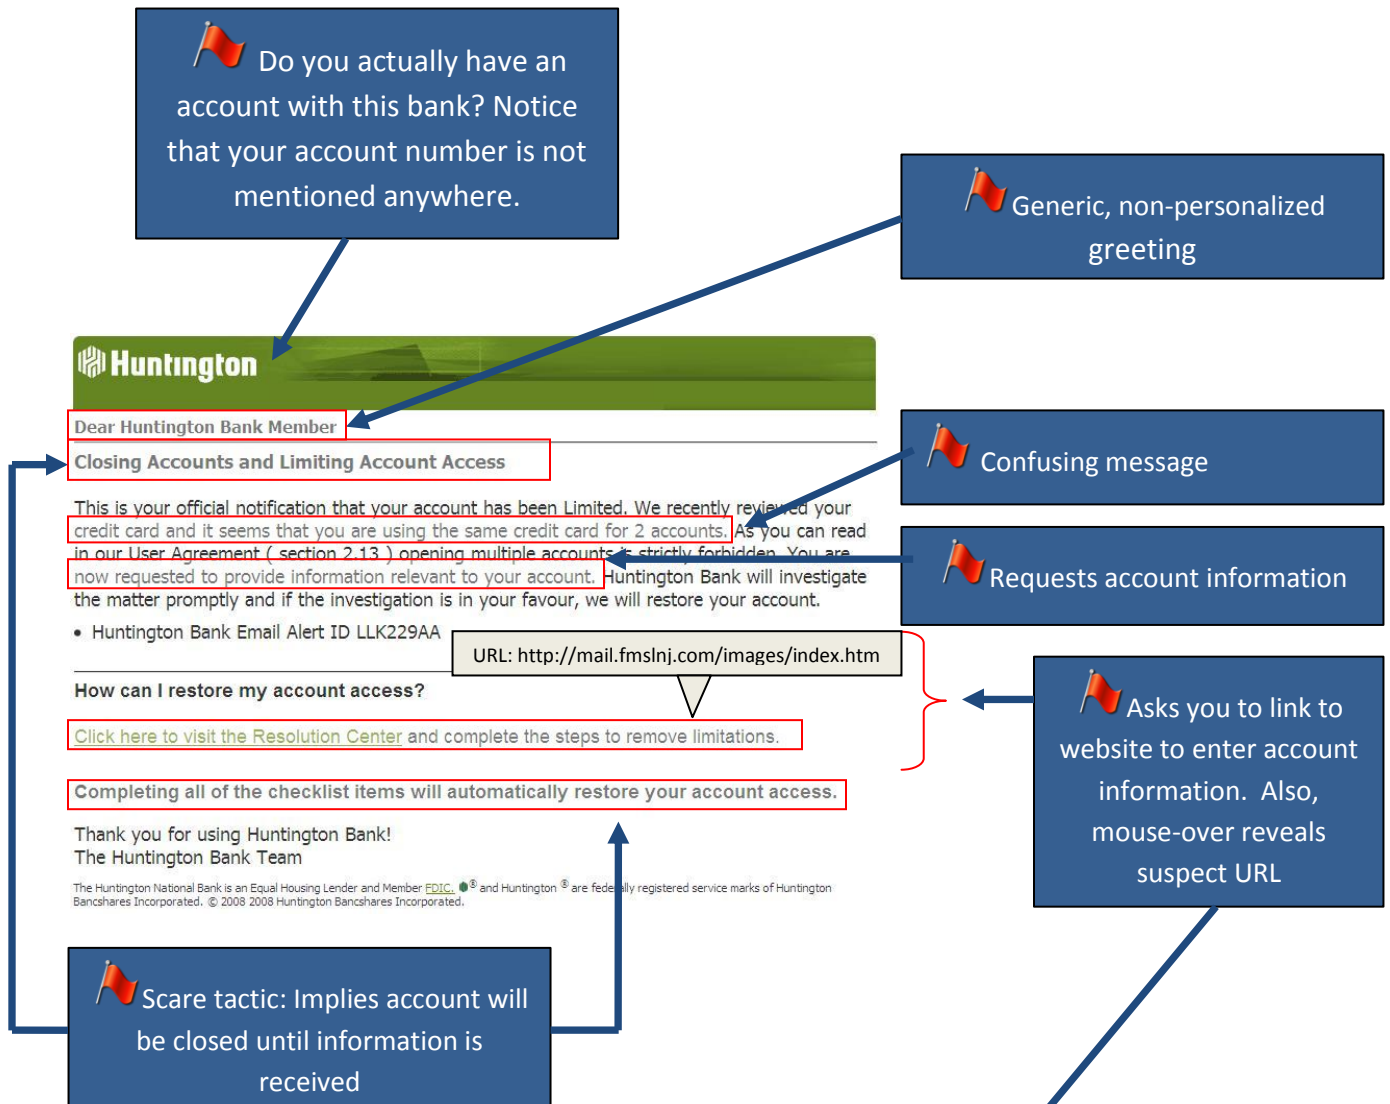 Do you actually have an
account with this bank? Notice
that your account number is not
mentioned anywhere.
Generic, non-personalized
greeting
Huntington
Dear Huntington Bank Member
Closing Accounts and Limiting Account Access
Confusing message
This is your official notification that your account has been Limited. We recently reviewed your
credit card and it seems that you are using the same credit card for 2 accounts. As you can read
in our User Agreement ( section 2.13 ) opening multiple accounts is strictly forbidden. You are
now requested to provide information relevant to your account. Huntington Bank will investigate
the matter promptly and if the investigation is in your favour, we will restore your account.
Requests account information
• Huntington Bank Email Alert ID LLK229AA
URL: http://mail.fmslnj.com/images/index.htm
How can I restore my account access?
Click here to visit the Resolution Center and complete the steps to remove limitations.
Asks you to link to
website to enter account
information. Also,
mouse-over reveals
suspect URL
Completing all of the checklist items will automatically restore your account access.
Thank you for using Huntington Bank!
The Huntington Bank Team
The Huntington National Bank is an Equal Housing Lender and Member FDIC. ® and Huntington ® are federally registered service marks of Huntington
Bancshares Incorporated. © 2008 2008 Huntington Bancshares Incorporated.
Scare tactic: Implies account will
be closed until information is
received